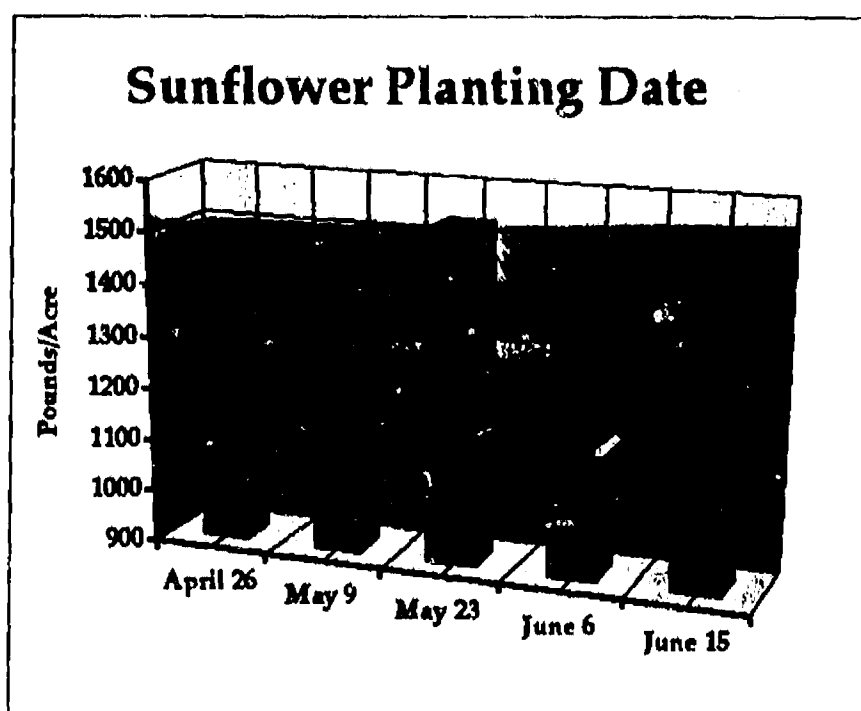 Sunflower Planting Date
1600
1500
1400
1300
1200
1100
1000
900
Pounds/Acre
April 26
May 9
May 23
June 6
June 15